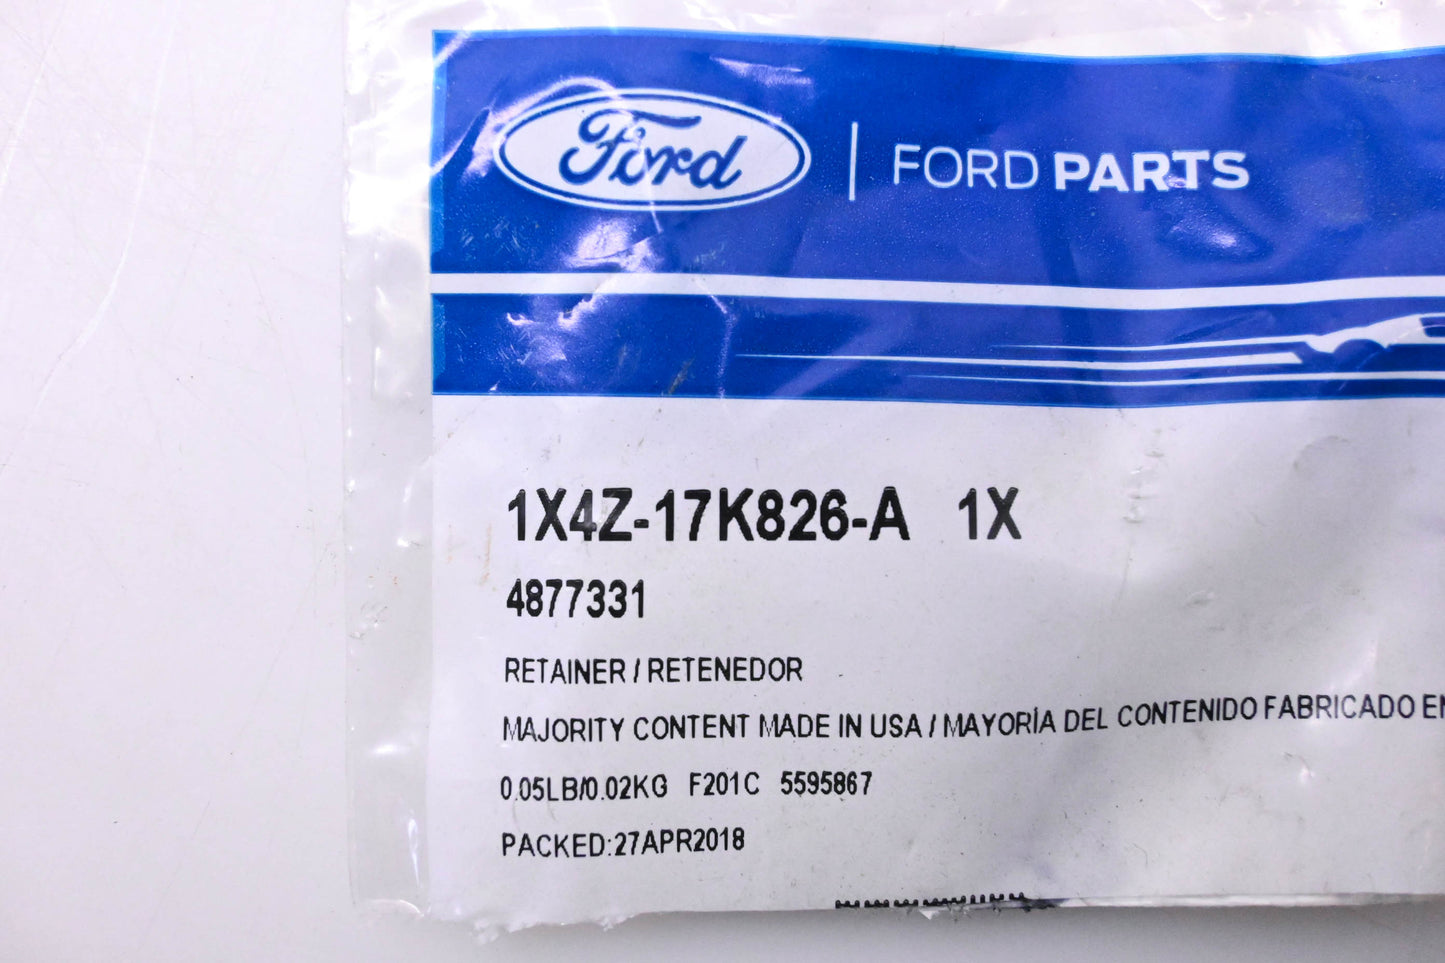 Ford | FORD PARTS
1X4Z-17K826-A 1X
4877331
RETAINER / RETENEDOR
MAJORITY CONTENT MADE IN USA / MAYORÍA DEL CONTENIDO FABRICADO
0.05LB/0.02KG F201C 5595867
PACKED:27APR2018